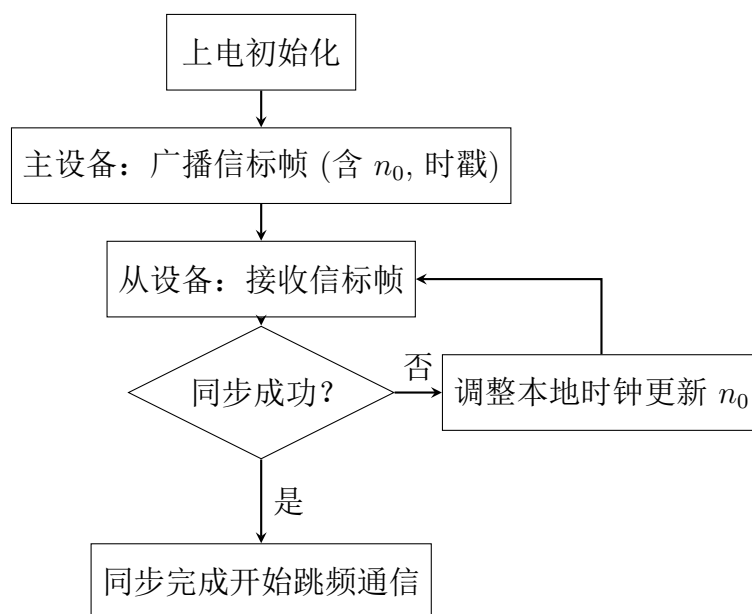 上电初始化
主设备：广播信标帧 (含 n₀, 时戳)
从设备：接收信标帧
同步成功？
否
调整本地时钟更新 n₀
是
同步完成开始跳频通信